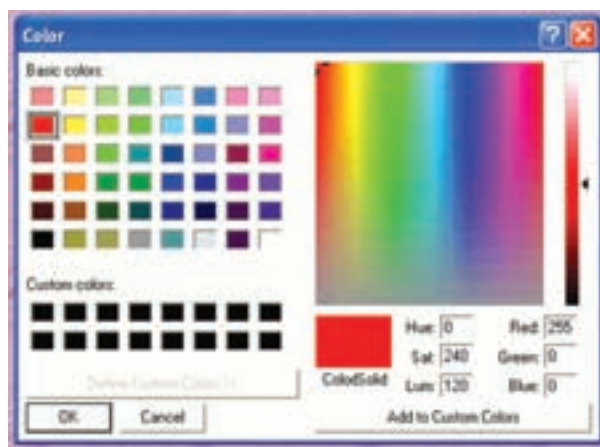 Color
Basic colors:
Custom colors:
Define Custom Colors >>
OK
Cancel
Color|Solid
Hue: 0
Sat: 240
Lum: 120
Red: 255
Green: 0
Blue: 0
Add to Custom Colors